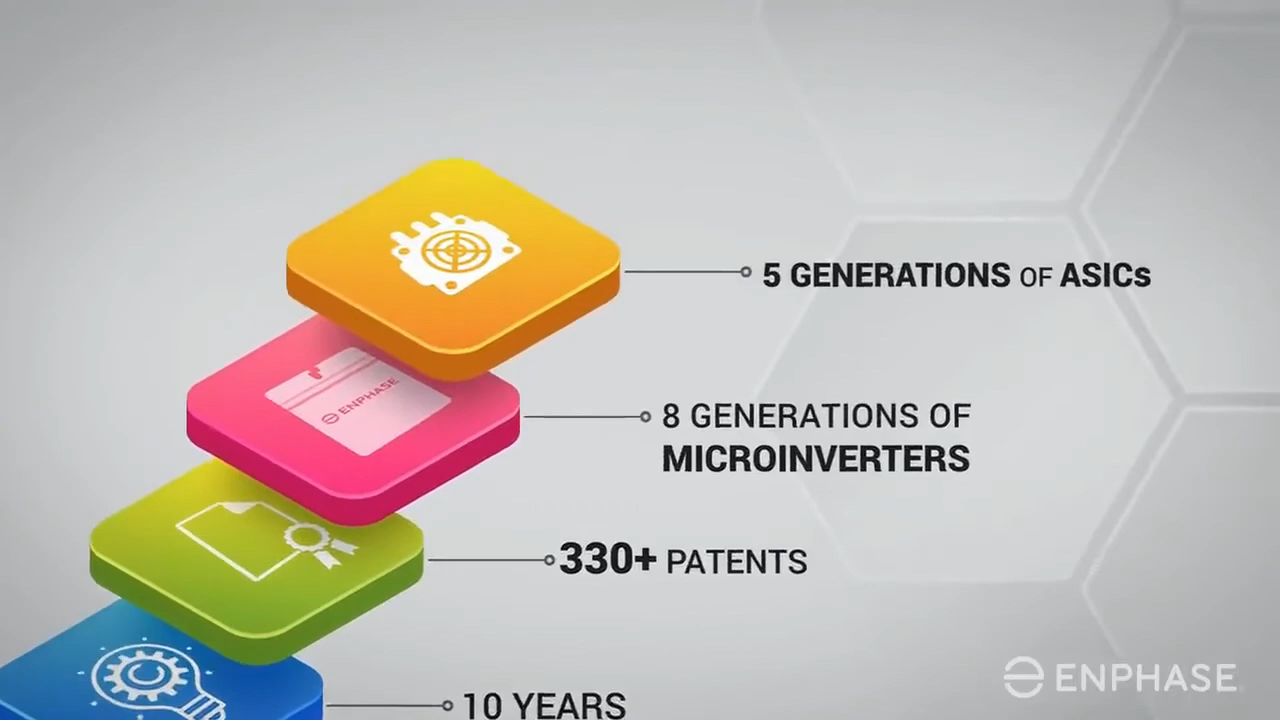 5 GENERATIONS OF ASICs
ENPHASE
8 GENERATIONS OF
MICROINVERTERS
330+ PATENTS
10 YEARS
ENPHASE